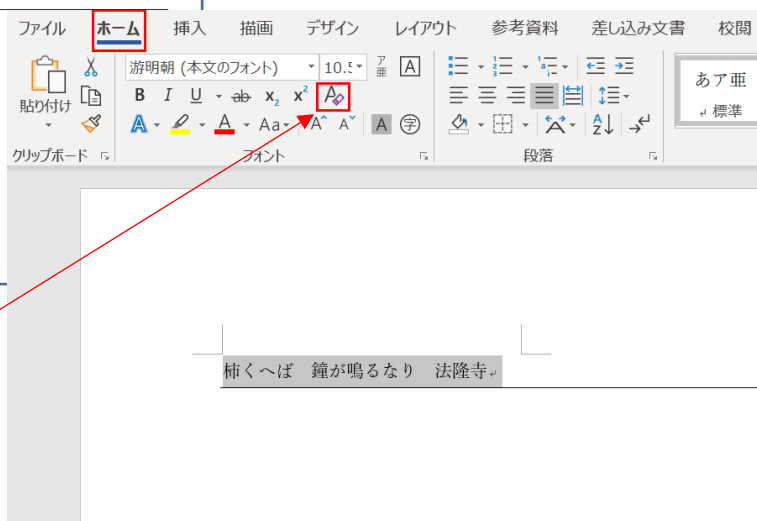 ファイル ホーム 挿入 描画 デザイン レイアウト 参考資料 差し込み文書 校閲
貼り付け
游明朝 (本文のフォント) 10.5
ア亜 A
B I U ab x₂ x² A
A A Aa A^ Aˇ A 字
あア亜
↵ 標準
クリップボード フォント 段落
柿くへば　鐘が鳴るなり　法隆寺↵